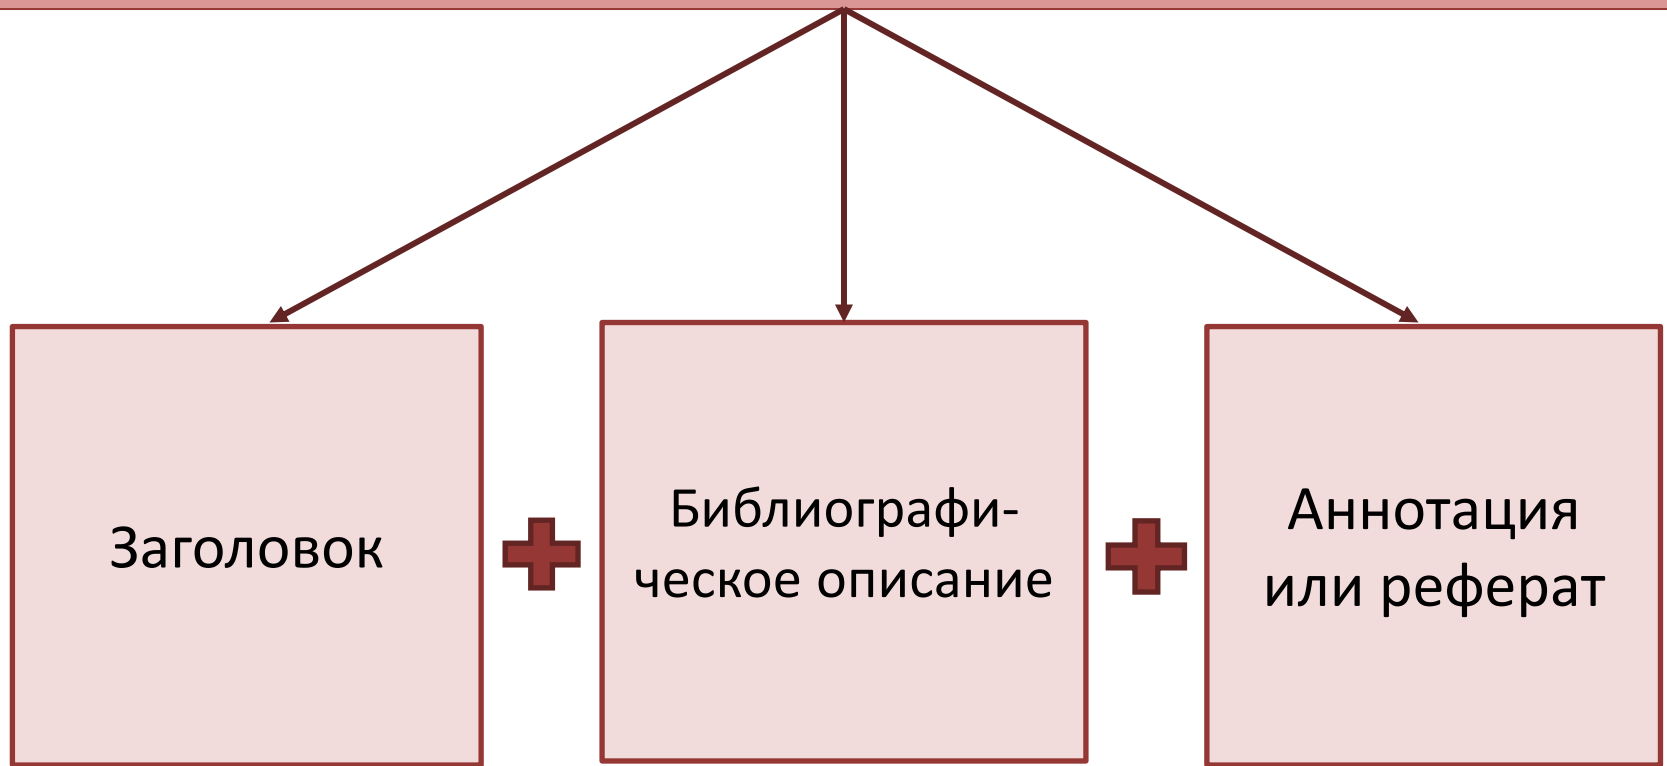 Заголовок
Библиографи-
ческое описание
Аннотация
или реферат